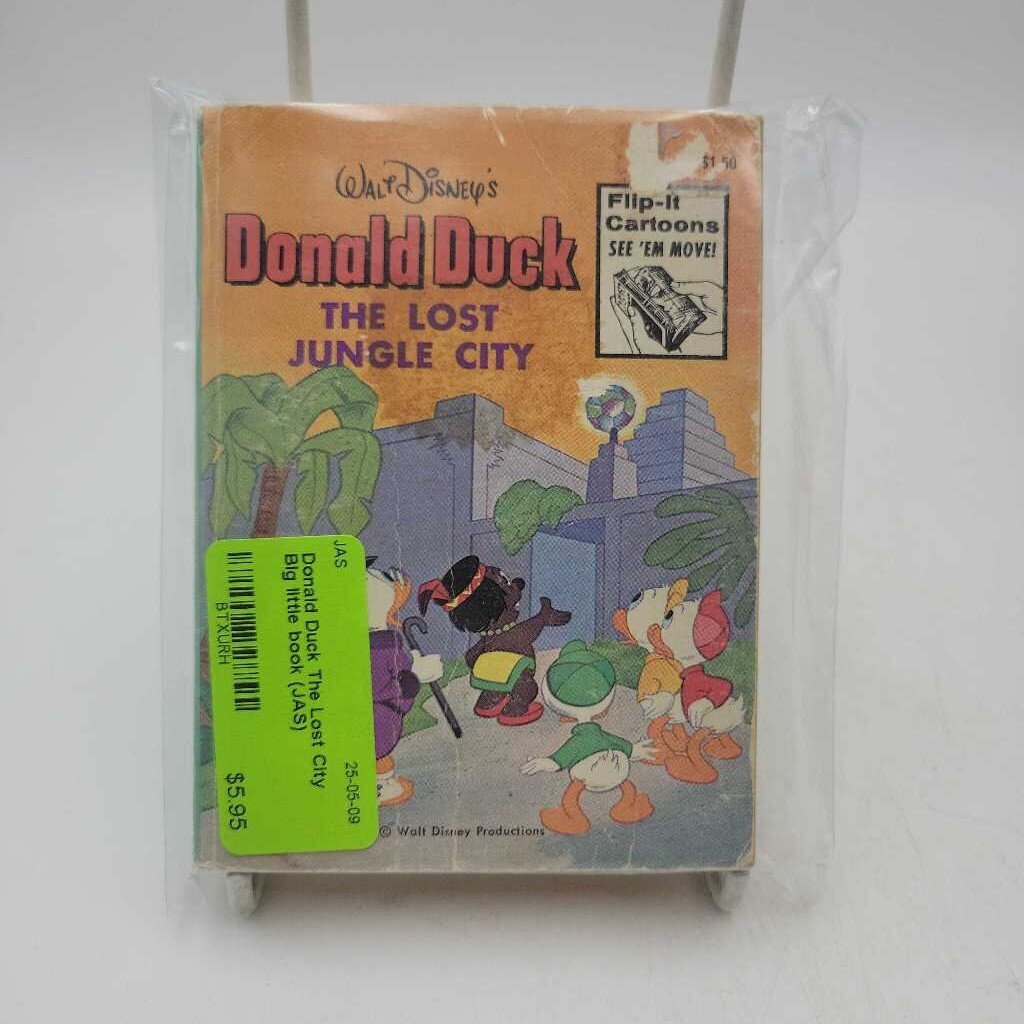 WALT DISNEY'S
Donald Duck
THE LOST
JUNGLE CITY
$1.50
Flip-It
Cartoons
SEE 'EM MOVE!
JAS
Donald Duck The Lost City
Big little book (JAS)
BTXURH
25-05-09
$5.95
© Walt Disney Productions